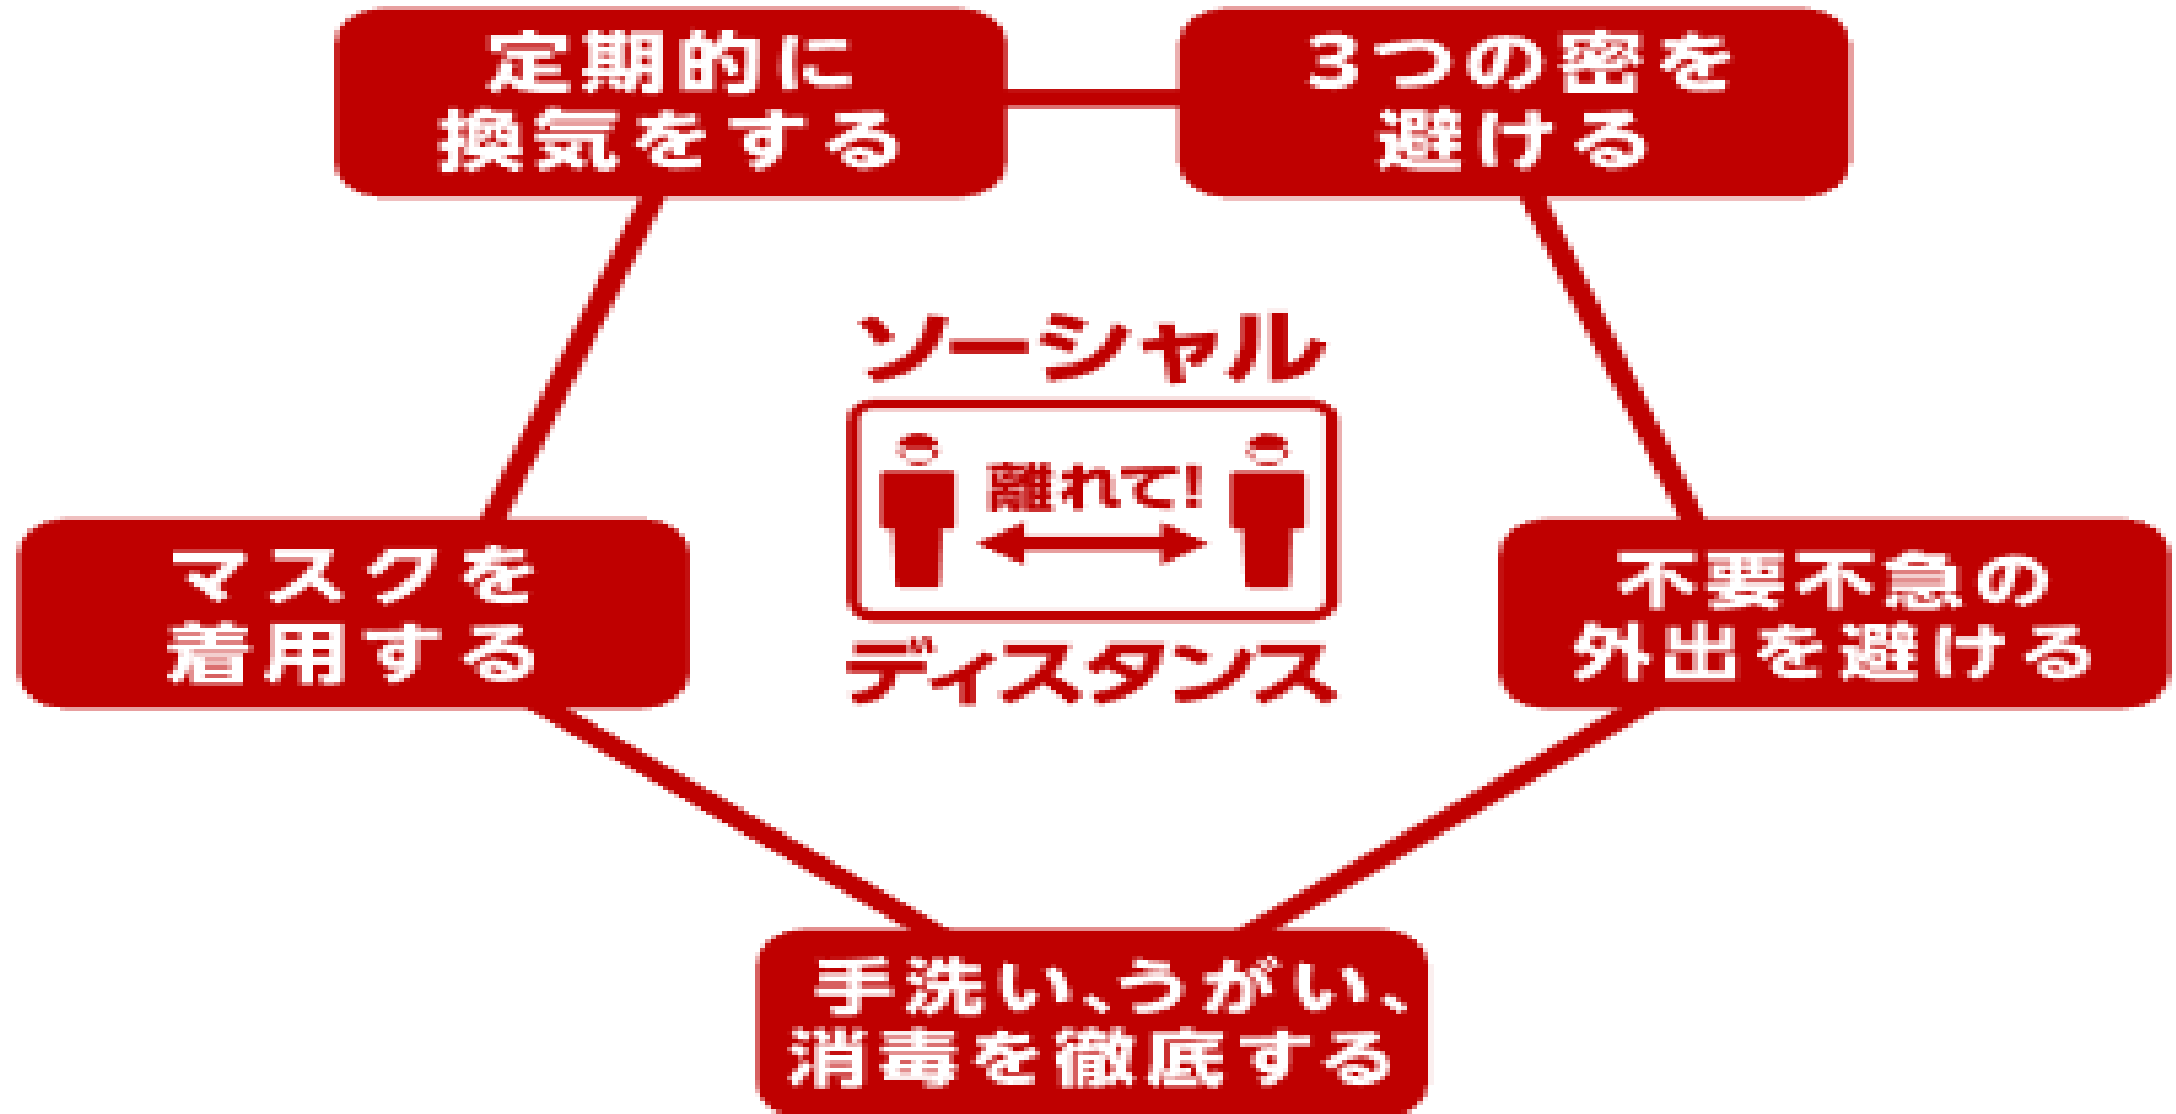 定期的に
換気をする
3つの密を
避ける
ソーシャル
離れて!
ディスタンス
マスクを
着用する
不要不急の
外出を避ける
手洗い、うがい、
消毒を徹底する